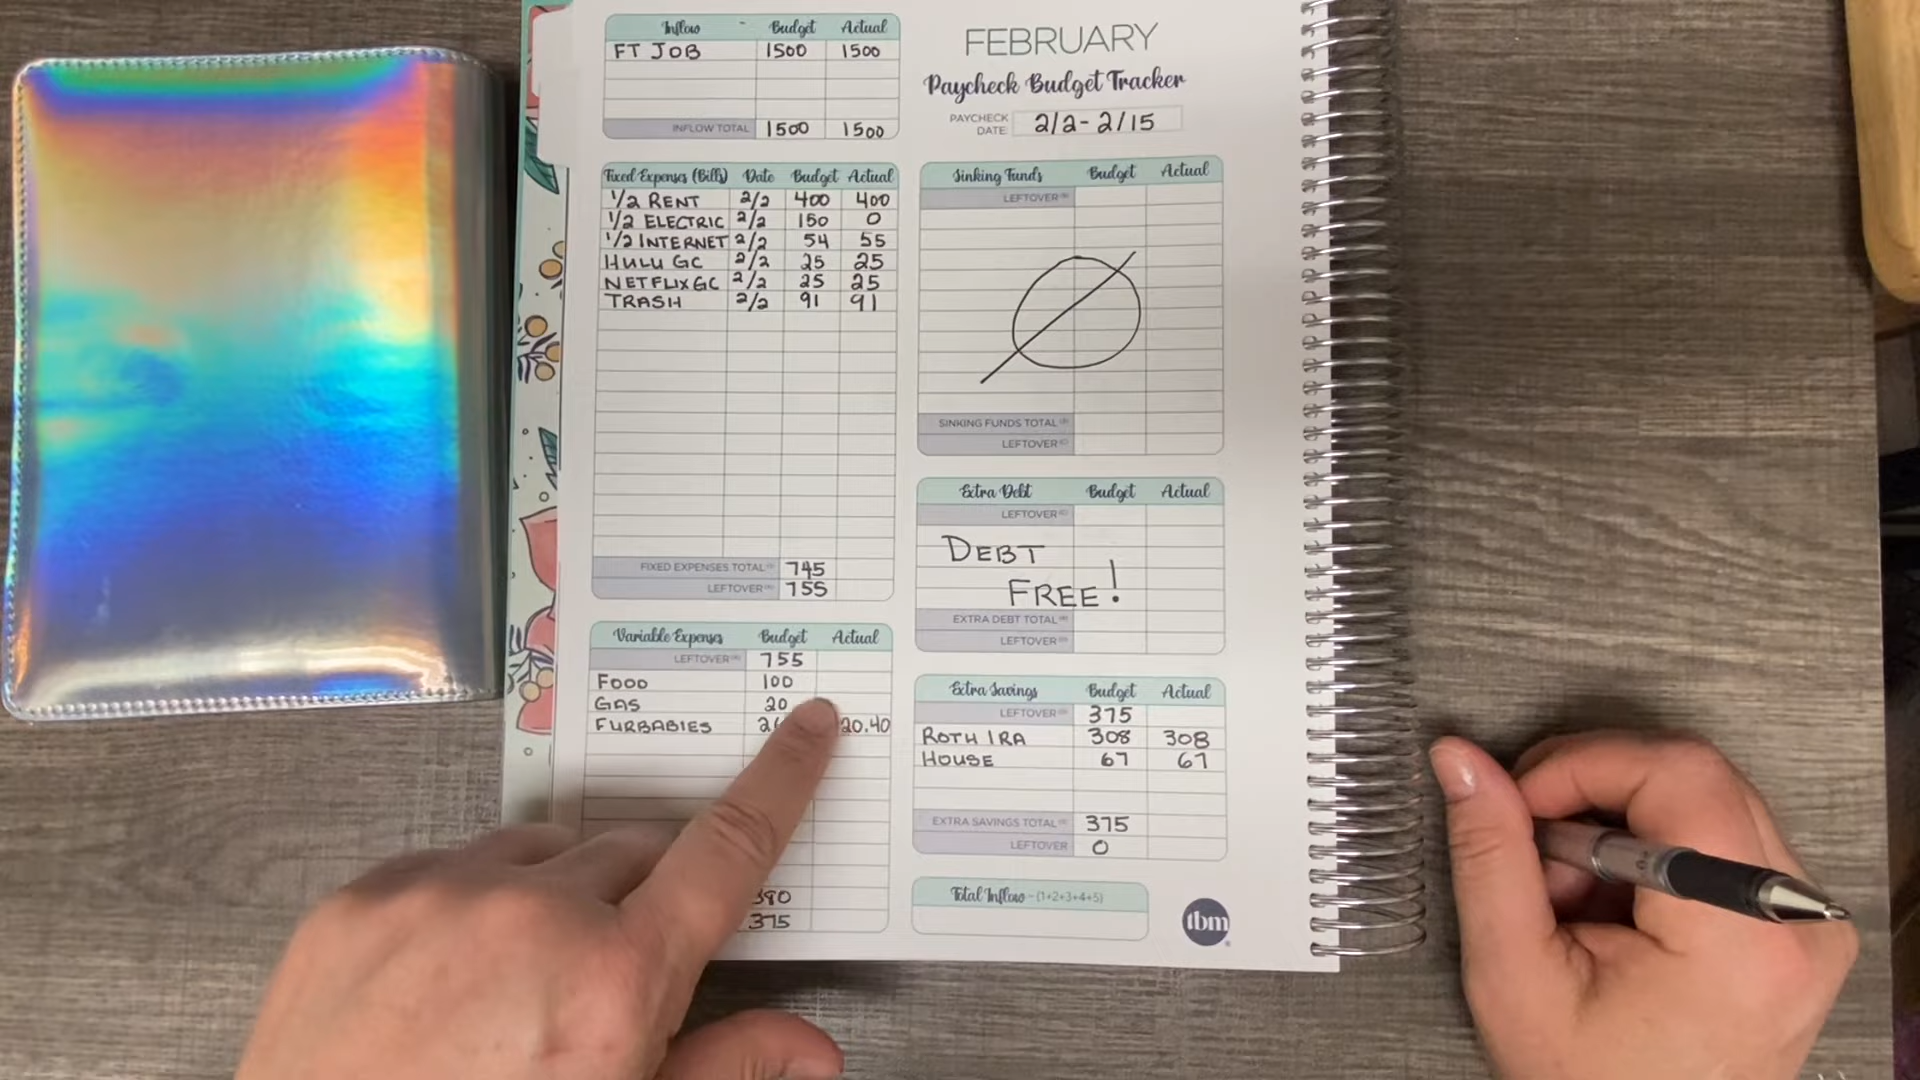 Inflow Budget Actual
FT JOB 1500 1500
INFLOW TOTAL 1500 1500
FEBRUARY
Paycheck Budget Tracker
PAYCHECK DATE: 2/2-2/15
Fixed Expenses (Bills) Date Budget Actual
1/2 RENT 2/2 400 400
1/2 ELECTRIC 2/2 150 0
1/2 INTERNET 2/2 54 55
HULU GC 2/2 25 25
NETFLIX GC 2/2 25 25
TRASH 2/2 91 91
FIXED EXPENSES TOTAL 745
LEFTOVER 755
Variable Expenses Budget Actual
LEFTOVER 755
FOOD 100
GAS 20
FURBABIES 20.40
380
375
Sinking Funds Budget Actual
LEFTOVER
SINKING FUNDS TOTAL
LEFTOVER
Extra Debt Budget Actual
LEFTOVER
DEBT
FREE!
EXTRA DEBT TOTAL
LEFTOVER
Extra Savings Budget Actual
LEFTOVER 375
ROTH IRA 308 308
HOUSE 67 67
EXTRA SAVINGS TOTAL 375
LEFTOVER 0
Total Inflow - (1+2+3+4+5)
tbm